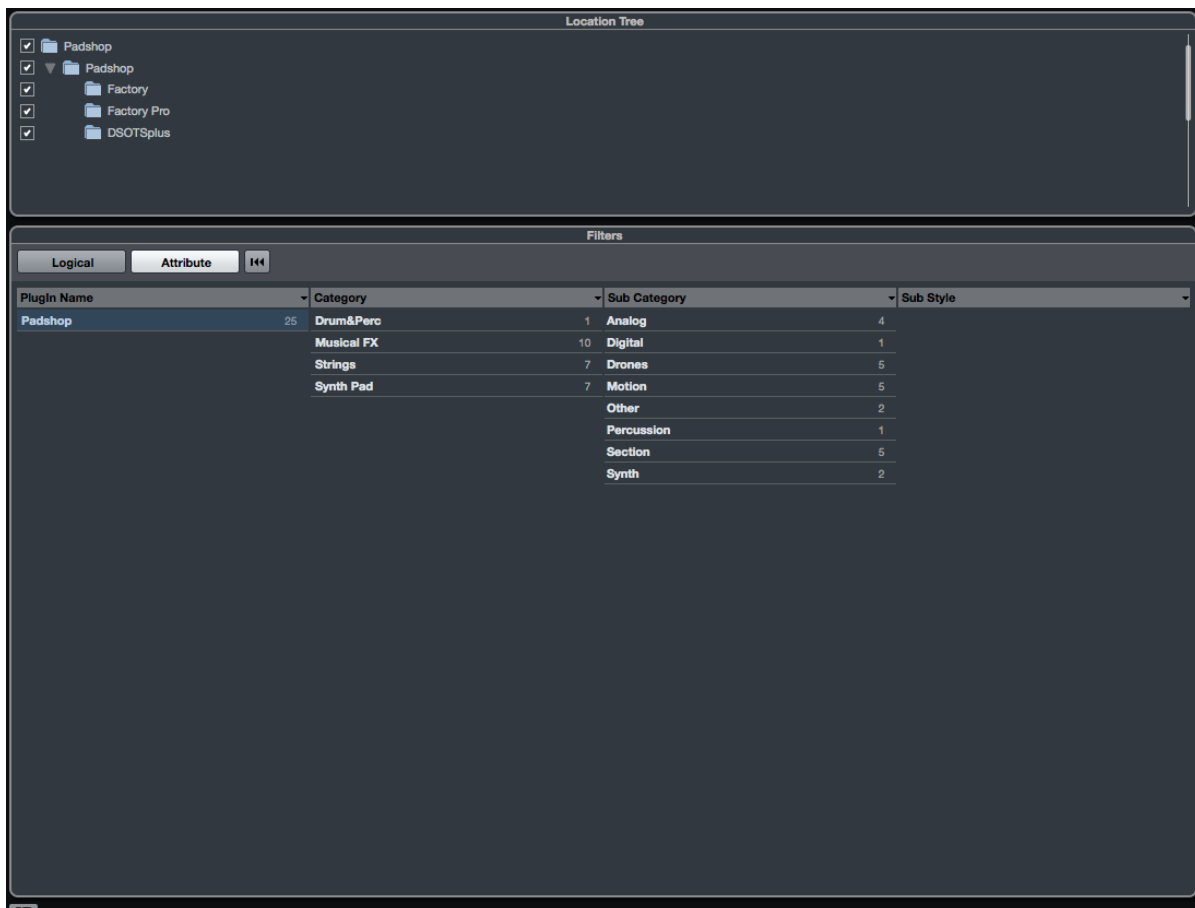 Location Tree
Padshop
Padshop
Factory
Factory Pro
DSOTSplus
Filters
Logical Attribute
PlugIn Name Category Sub Category Sub Style
Padshop 25 Drum&Perc 1 Analog 4
Musical FX 10 Digital 1
Strings 7 Drones 5
Synth Pad 7 Motion 5
Other 2
Percussion 1
Section 5
Synth 2